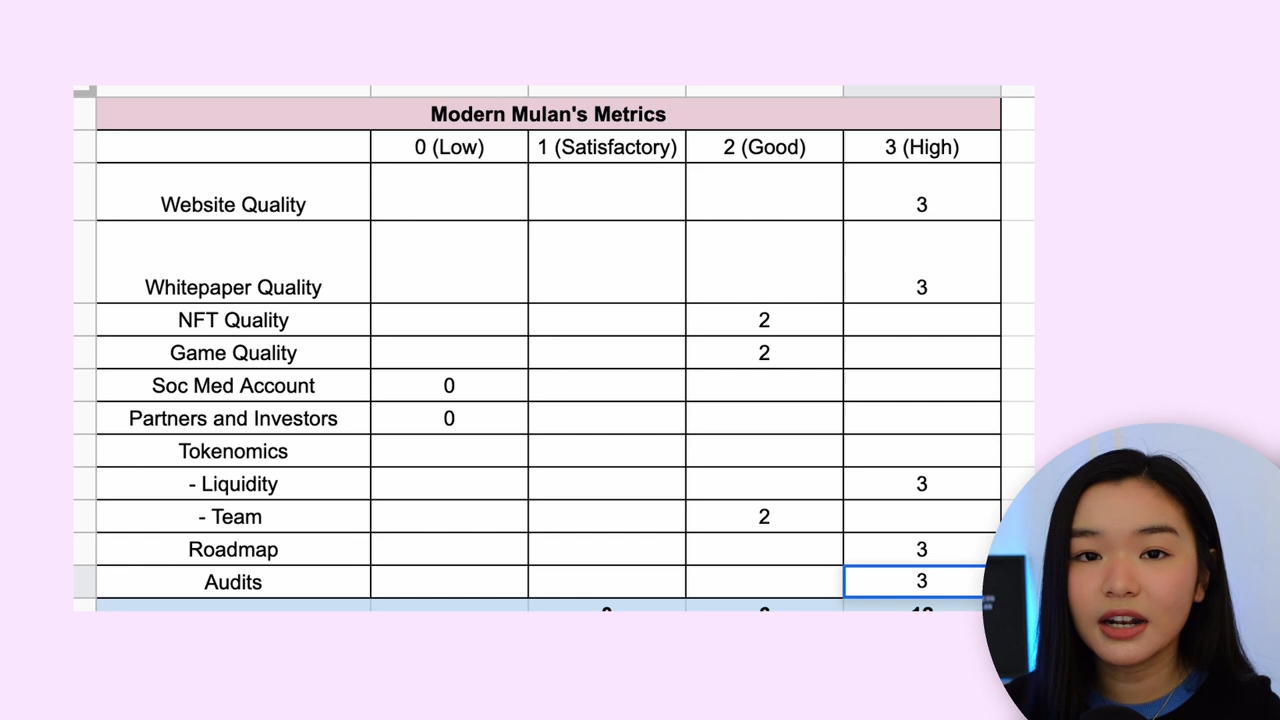 Modern Mulan's Metrics
0 (Low) 1 (Satisfactory) 2 (Good) 3 (High)
Website Quality 3
Whitepaper Quality 3
NFT Quality 2
Game Quality 2
Soc Med Account 0
Partners and Investors 0
Tokenomics
- Liquidity 3
- Team 2
Roadmap 3
Audits 3